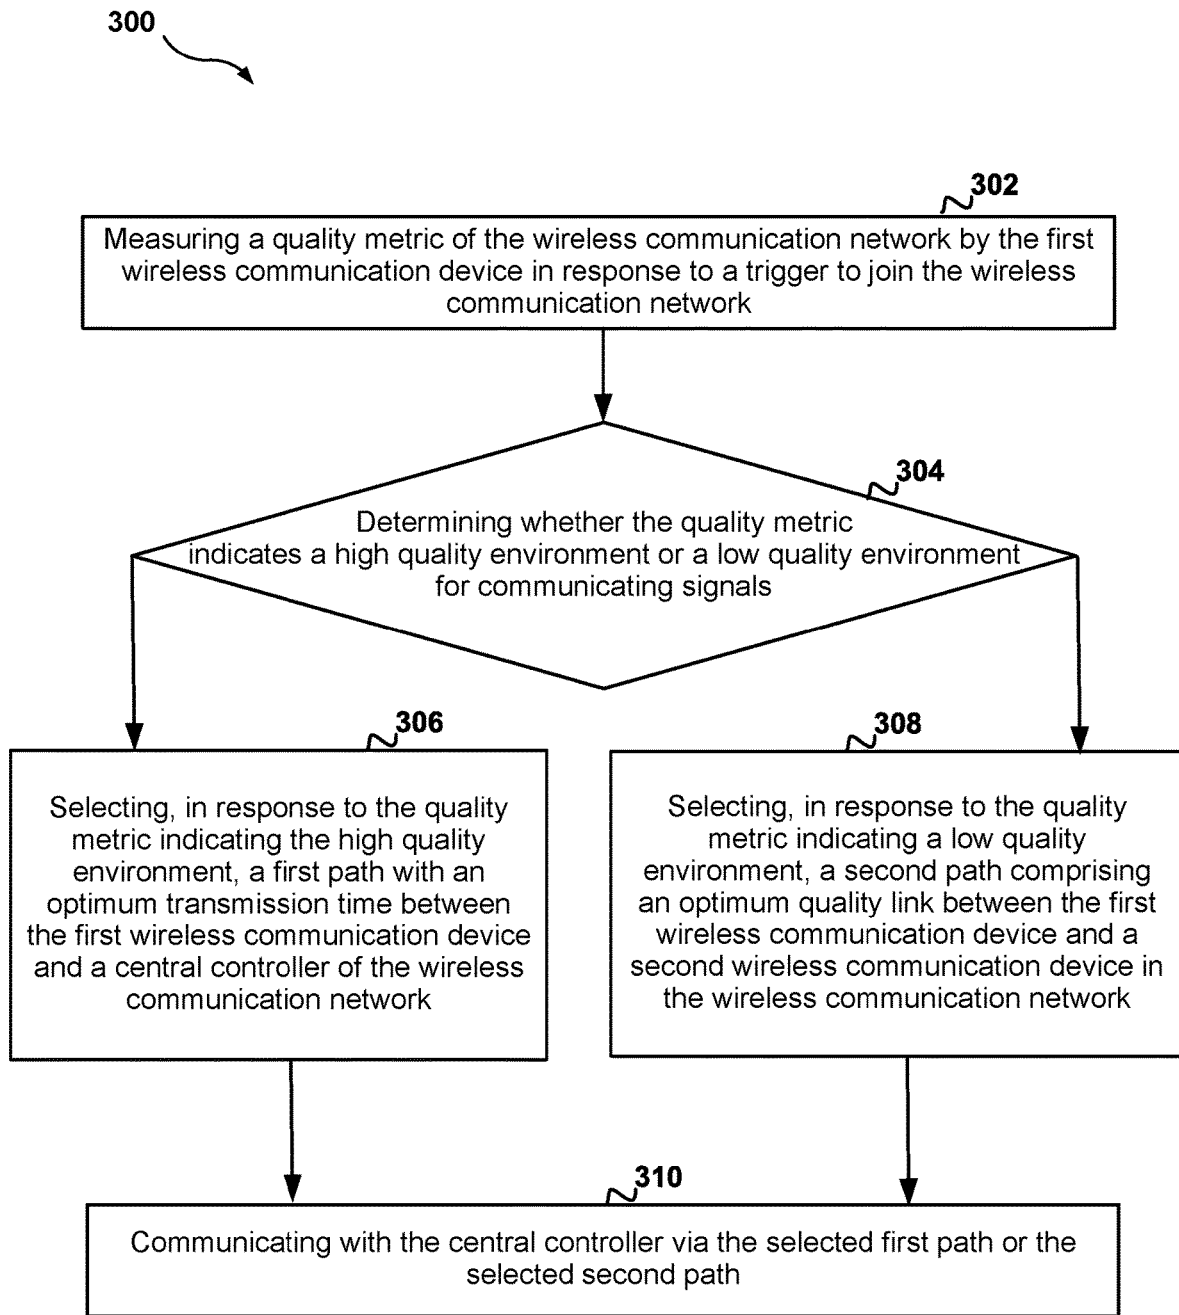 300
302
Measuring a quality metric of the wireless communication network by the first
wireless communication device in response to a trigger to join the wireless
communication network
304
Determining whether the quality metric
indicates a high quality environment or a low quality environment
for communicating signals
306
Selecting, in response to the quality
metric indicating the high quality
environment, a first path with an
optimum transmission time between
the first wireless communication device
and a central controller of the wireless
communication network
308
Selecting, in response to the quality
metric indicating a low quality
environment, a second path comprising
an optimum quality link between the first
wireless communication device and a
second wireless communication device in
the wireless communication network
310
Communicating with the central controller via the selected first path or the
selected second path